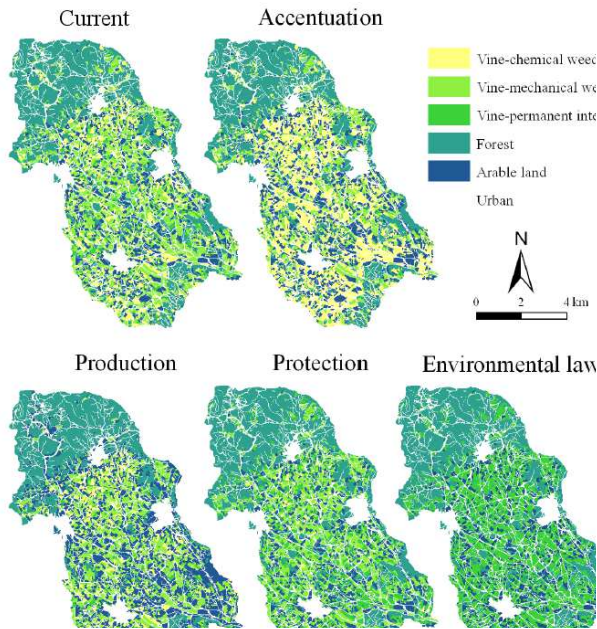 Current Accentuation
Vine-chemical weed
Vine-mechanical we
Vine-permanent inte
Forest
Arable land
Urban
N
0 2 4 km
Production Protection Environmental law